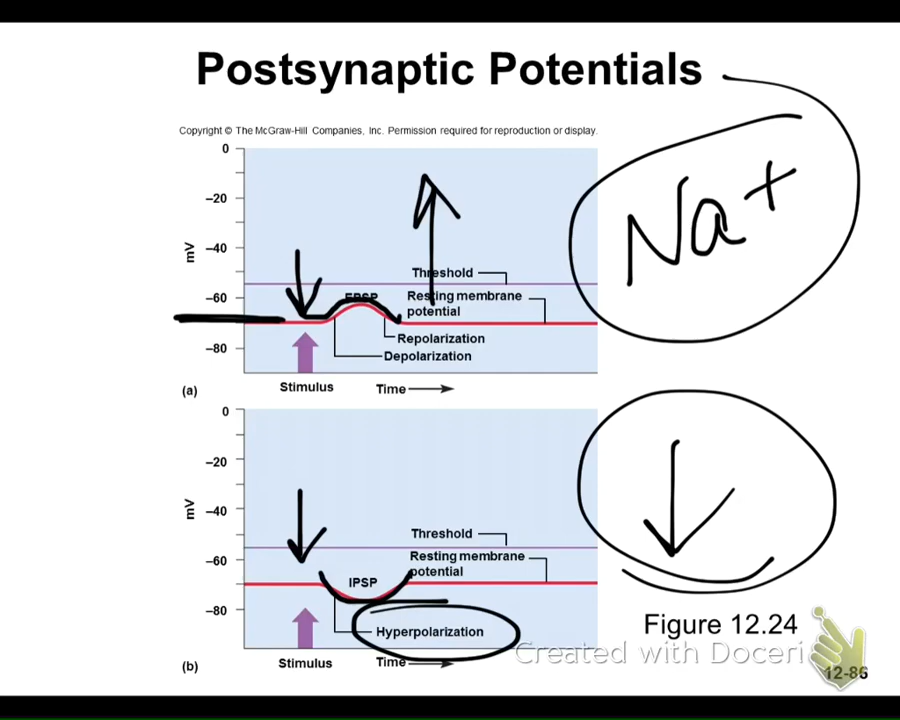 Postsynaptic Potentials
Copyright © The McGraw-Hill Companies, Inc. Permission required for reproduction or display.
0
–20
–40
mV
–60
–80
Threshold
EPSP
Resting membrane
potential
Repolarization
Depolarization
(a)
Stimulus
Time
Na+
0
–20
–40
mV
–60
–80
Threshold
Resting membrane
potential
IPSP
Hyperpolarization
(b)
Stimulus
Time
Figure 12.24
Created with Doceri
12-86